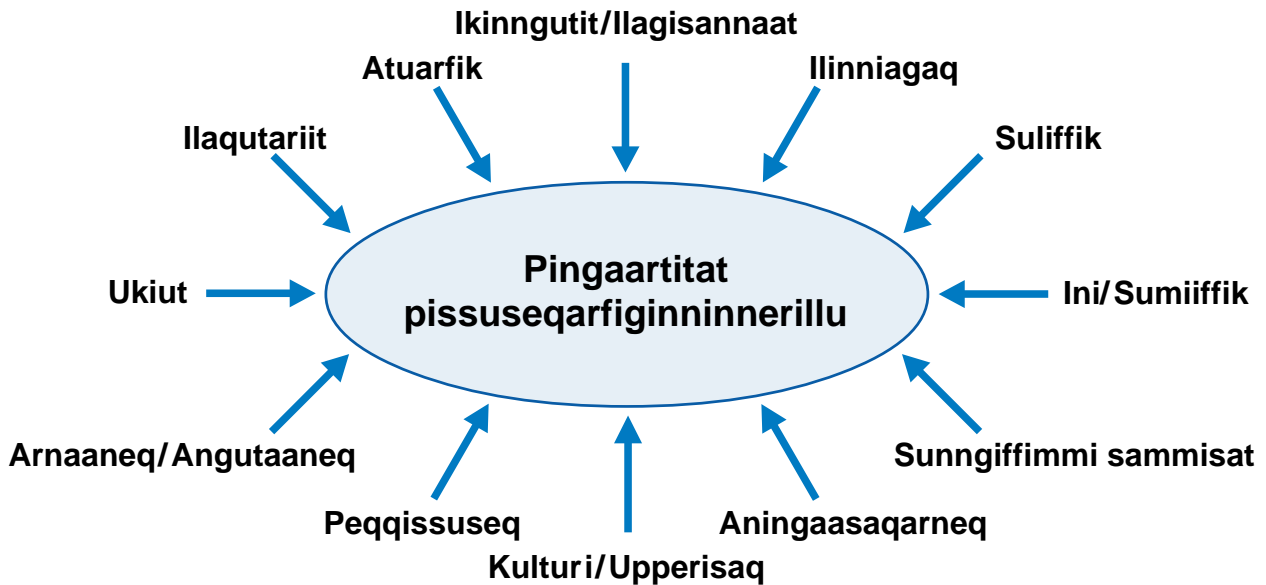 Ikinngutit/Ilagisannaat
Atuarfik
Ilinniagaq
Ilaqutariit
Suliffik
Pingaartitat
pissuseqarfiginninnerillu
Ukiut
Ini/Sumiiffik
Arnaaneq/Angutaaneq
Sunngiffimmi sammisat
Peqqissuseq
Aningaasaqarneq
Kulturi/Upperisaq